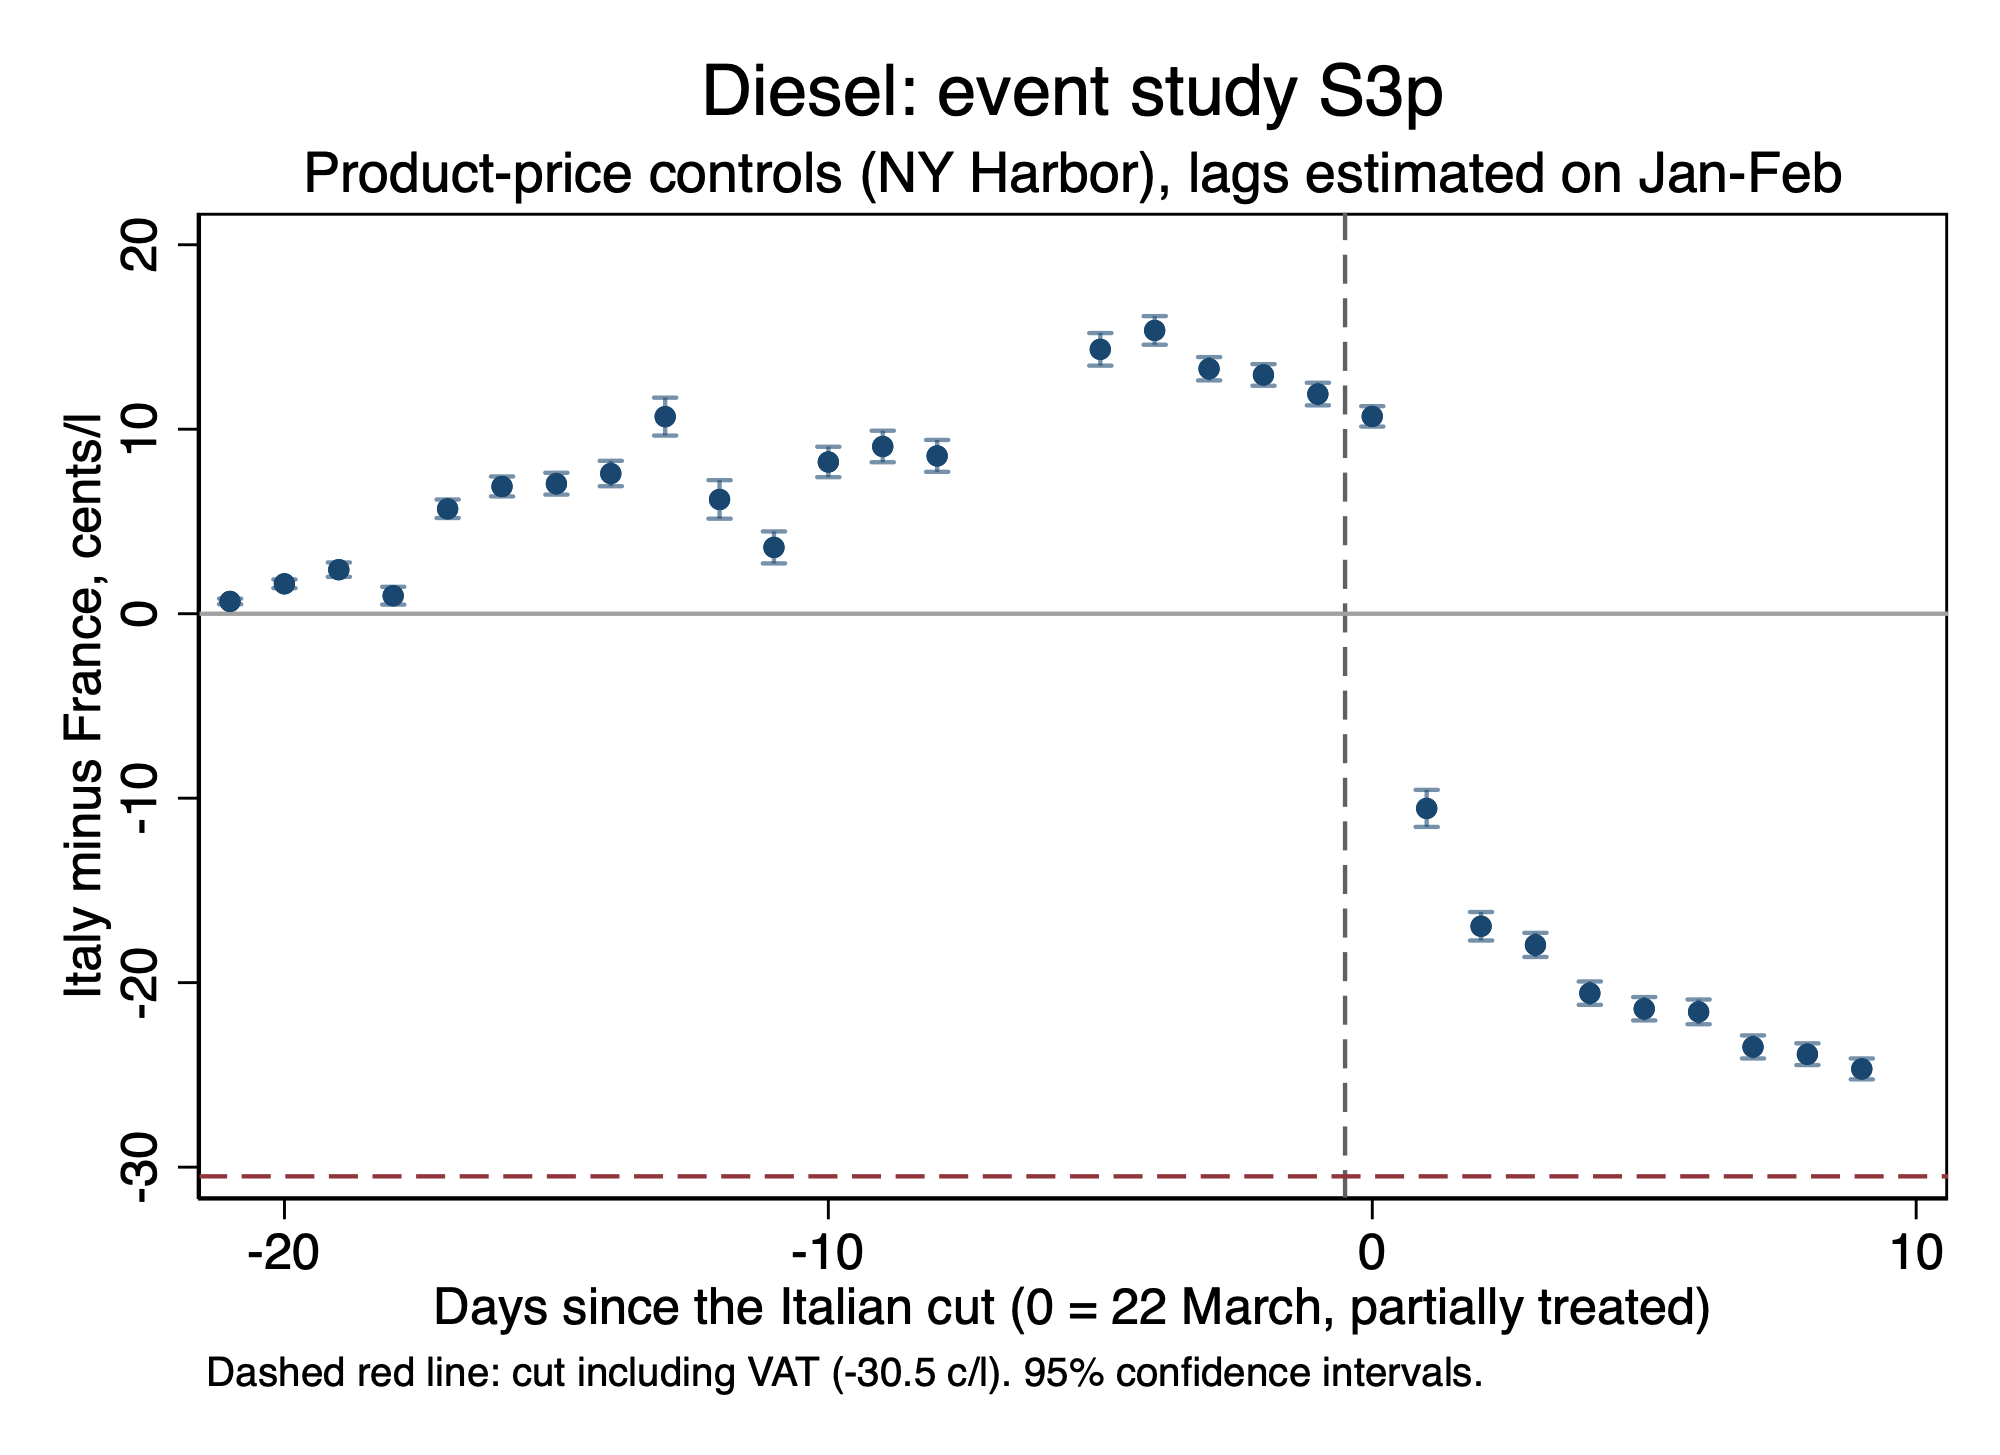 Diesel: event study S3p
Product-price controls (NY Harbor), lags estimated on Jan-Feb
Italy minus France, cents/l
20
10
0
-10
-20
-30
-20
-10
0
10
Days since the Italian cut (0 = 22 March, partially treated)
Dashed red line: cut including VAT (-30.5 c/l). 95% confidence intervals.